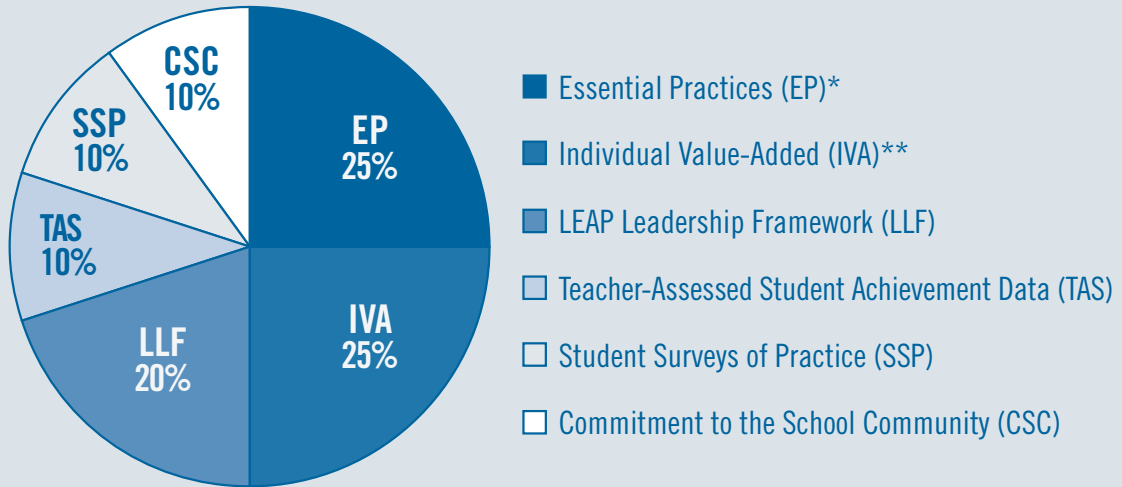 CSC
10%
SSP
10%
TAS
10%
LLF
20%
EP
25%
IVA
25%
Essential Practices (EP)*
Individual Value-Added (IVA)**
LEAP Leadership Framework (LLF)
Teacher-Assessed Student Achievement Data (TAS)
Student Surveys of Practice (SSP)
Commitment to the School Community (CSC)